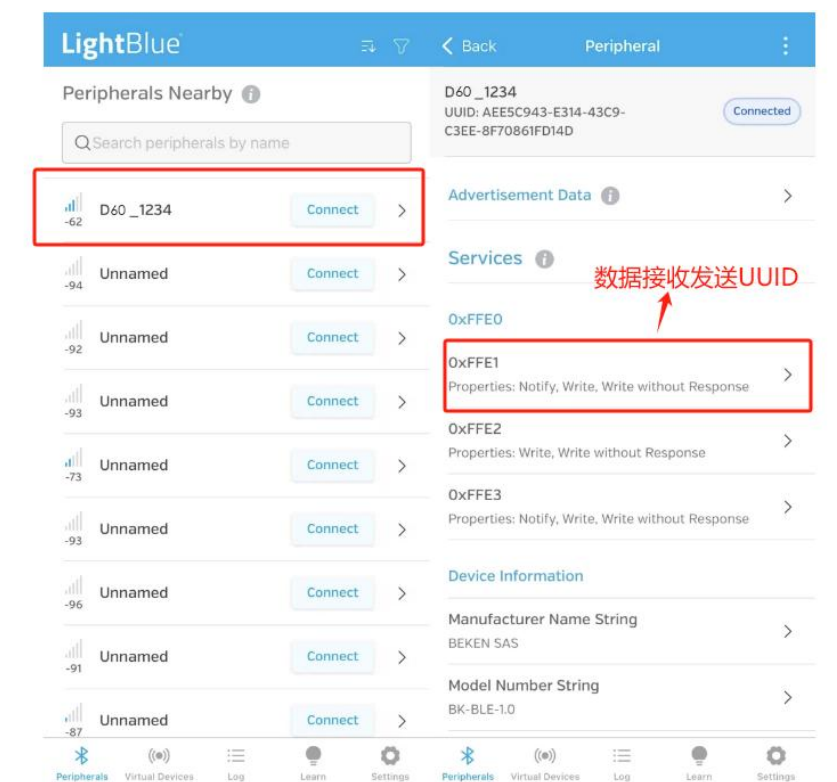 LightBlue
Peripherals Nearby
Search peripherals by name
-62
D60 _1234
Connect
-94
Unnamed
Connect
-92
Unnamed
Connect
-93
Unnamed
Connect
-73
Unnamed
Connect
-93
Unnamed
Connect
-96
Unnamed
Connect
-91
Unnamed
Connect
-87
Unnamed
Connect
Peripherals
Virtual Devices
Log
Learn
Settings
Back
Peripheral
D60 _1234
UUID: AEE5C943-E314-43C9-
C3EE-8F70861FD14D
Connected
Advertisement Data
Services
数据接收发送UUID
0xFFE0
0xFFE1
Properties: Notify, Write, Write without Response
0xFFE2
Properties: Write, Write without Response
0xFFE3
Properties: Notify, Write, Write without Response
Device Information
Manufacturer Name String
BEKEN SAS
Model Number String
BK-BLE-1.0
Peripherals
Virtual Devices
Log
Learn
Settings